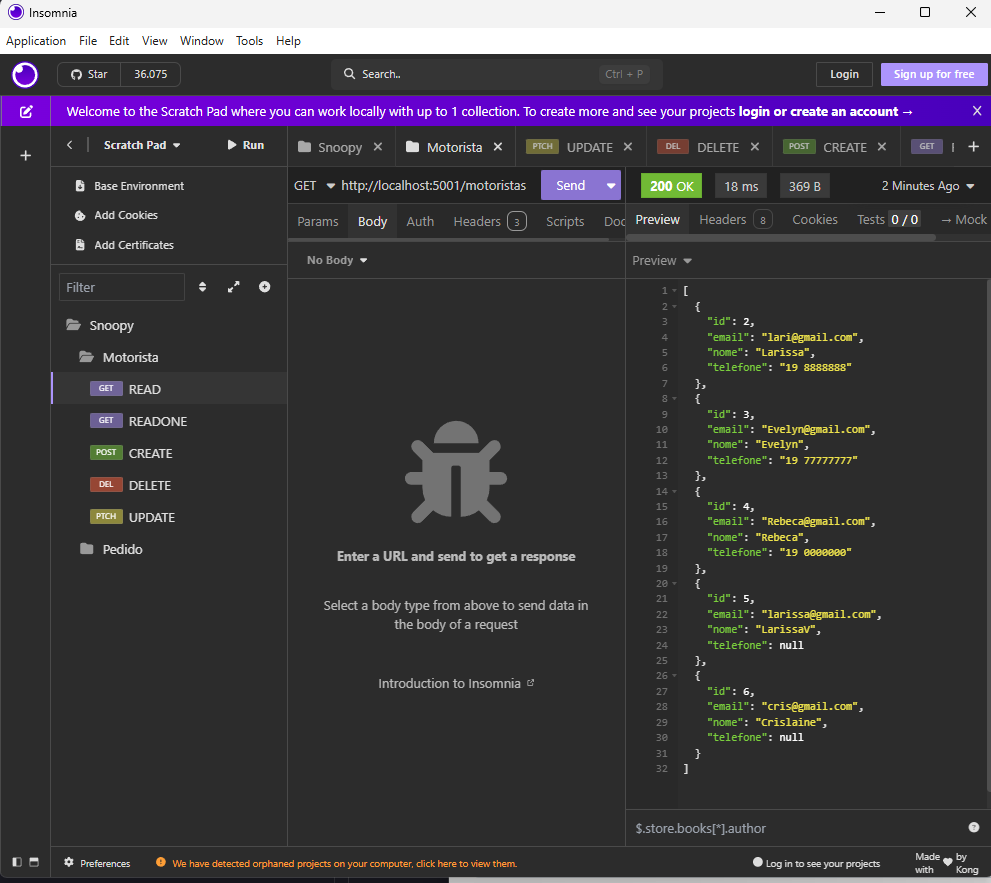 Insomnia
Application File Edit View Window Tools Help
Star 36.075 Search.. Ctrl + P Login Sign up for free
Welcome to the Scratch Pad where you can work locally with up to 1 collection. To create more and see your projects login or create an account → X
Scratch Pad Run
Base Environment
Add Cookies
Add Certificates
Filter
Snoopy
Motorista
GET READ
GET READONE
POST CREATE
DEL DELETE
PTCH UPDATE
Pedido
Snoopy Motorista PTCH UPDATE DEL DELETE POST CREATE GET
GET http://localhost:5001/motoristas Send
Params Body Auth Headers 3 Scripts Doc
No Body
Enter a URL and send to get a response
Select a body type from above to send data in
the body of a request
Introduction to Insomnia
200 OK 18 ms 369 B 2 Minutes Ago
Preview Headers 8 Cookies Tests 0 / 0 → Mock
Preview
1 [
2 {
3 "id": 2,
4 "email": "lari@gmail.com",
5 "nome": "Larissa",
6 "telefone": "19 8888888"
7 },
8 {
9 "id": 3,
10 "email": "Evelyn@gmail.com",
11 "nome": "Evelyn",
12 "telefone": "19 77777777"
13 },
14 {
15 "id": 4,
16 "email": "Rebeca@gmail.com",
17 "nome": "Rebeca",
18 "telefone": "19 0000000"
19 },
20 {
21 "id": 5,
22 "email": "larissa@gmail.com",
23 "nome": "LarissaV",
24 "telefone": null
25 },
26 {
27 "id": 6,
28 "email": "cris@gmail.com",
29 "nome": "Crislaine",
30 "telefone": null
31 }
32 ]
$.store.books[*].author
Preferences We have detected orphaned projects on your computer, click here to view them. Log in to see your projects
Made with ♥ by Kong